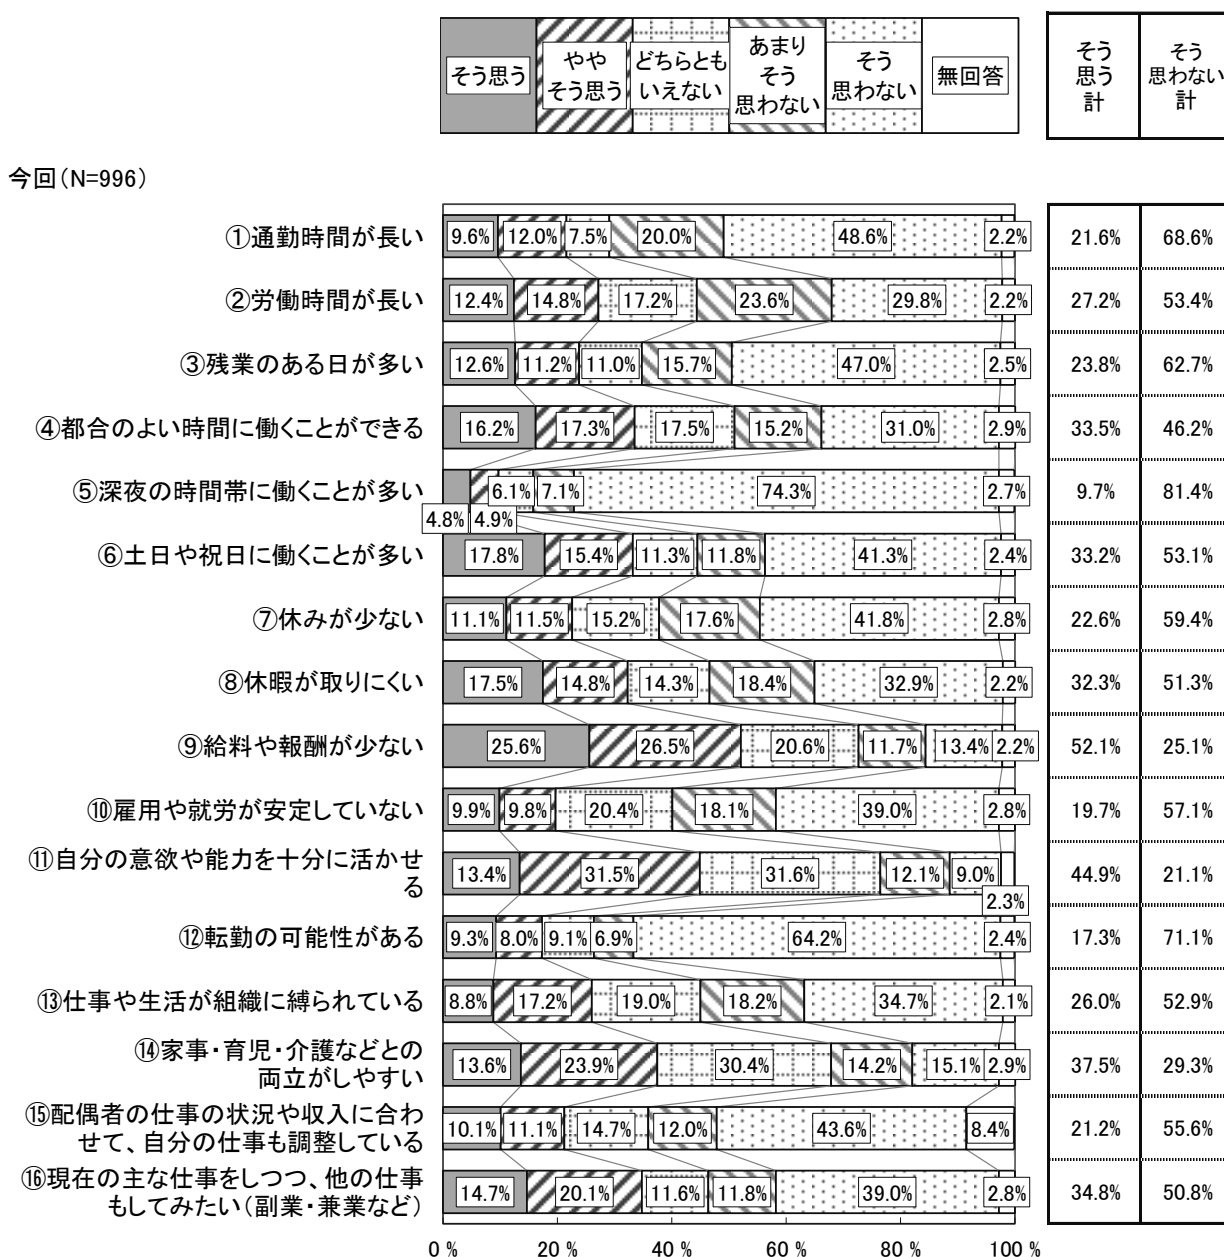 そう思う
やや
そう思う
どちらとも
いえない
あまり
そう
思わない
そう
思わない
無回答
そう
思う
計
そう
思わない
計
今回(N=996)
①通勤時間が長い 9.6% 12.0% 7.5% 20.0% 48.6% 2.2% 21.6% 68.6%
②労働時間が長い 12.4% 14.8% 17.2% 23.6% 29.8% 2.2% 27.2% 53.4%
③残業のある日が多い 12.6% 11.2% 11.0% 15.7% 47.0% 2.5% 23.8% 62.7%
④都合のよい時間に働くことができる 16.2% 17.3% 17.5% 15.2% 31.0% 2.9% 33.5% 46.2%
⑤深夜の時間帯に働くことが多い 6.1% 7.1% 74.3% 2.7% 9.7% 81.4%
4.8% 4.9%
⑥土日や祝日に働くことが多い 17.8% 15.4% 11.3% 11.8% 41.3% 2.4% 33.2% 53.1%
⑦休みが少ない 11.1% 11.5% 15.2% 17.6% 41.8% 2.8% 22.6% 59.4%
⑧休暇が取りにくい 17.5% 14.8% 14.3% 18.4% 32.9% 2.2% 32.3% 51.3%
⑨給料や報酬が少ない 25.6% 26.5% 20.6% 11.7% 13.4% 2.2% 52.1% 25.1%
⑩雇用や就労が安定していない 9.9% 9.8% 20.4% 18.1% 39.0% 2.8% 19.7% 57.1%
⑪自分の意欲や能力を十分に活かせ
る 13.4% 31.5% 31.6% 12.1% 9.0% 44.9% 21.1%
2.3%
⑫転勤の可能性がある 9.3% 8.0% 9.1% 6.9% 64.2% 2.4% 17.3% 71.1%
⑬仕事や生活が組織に縛られている 8.8% 17.2% 19.0% 18.2% 34.7% 2.1% 26.0% 52.9%
⑭家事・育児・介護などとの
両立がしやすい 13.6% 23.9% 30.4% 14.2% 15.1% 2.9% 37.5% 29.3%
⑮配偶者の仕事の状況や収入に合わ
せて、自分の仕事も調整している 10.1% 11.1% 14.7% 12.0% 43.6% 8.4% 21.2% 55.6%
⑯現在の主な仕事をしつつ、他の仕事
もしてみたい(副業・兼業など) 14.7% 20.1% 11.6% 11.8% 39.0% 2.8% 34.8% 50.8%
0% 20% 40% 60% 80% 100%